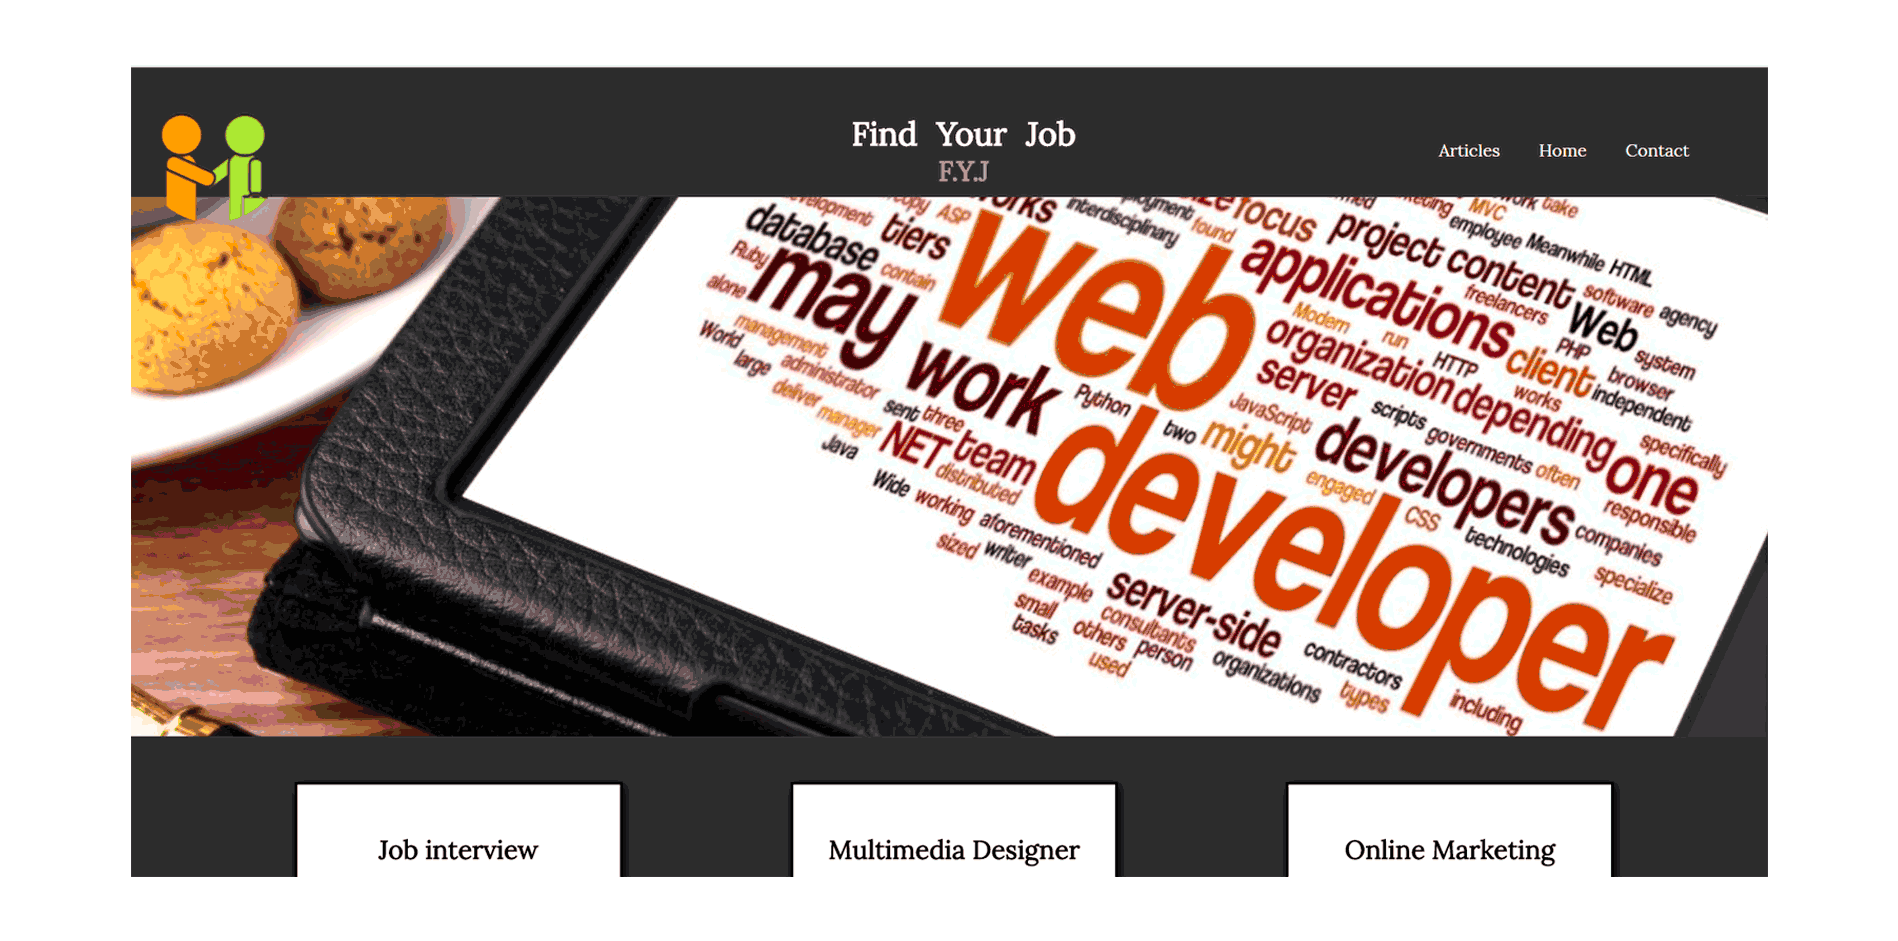 Find Your Job
F.Y.J
Articles Home Contact
works interdisciplinary found focus MVC take
development copy ASP employee Meanwhile HTML
database tiers project content software agency
Ruby contain applications freelancers Web system
alone may web Modern run PHP browser
World management organization HTTP client works independent
large administrator work Python server depending specifically
deliver manager sent three JavaScript scripts governments often one
Java NET team two might developers responsible
distributed engaged CSS companies
Wide working aforementioned developer technologies specialize
sized writer example server-side
small consultants contractors
tasks others person organizations types including
used
Job interview
Multimedia Designer
Online Marketing